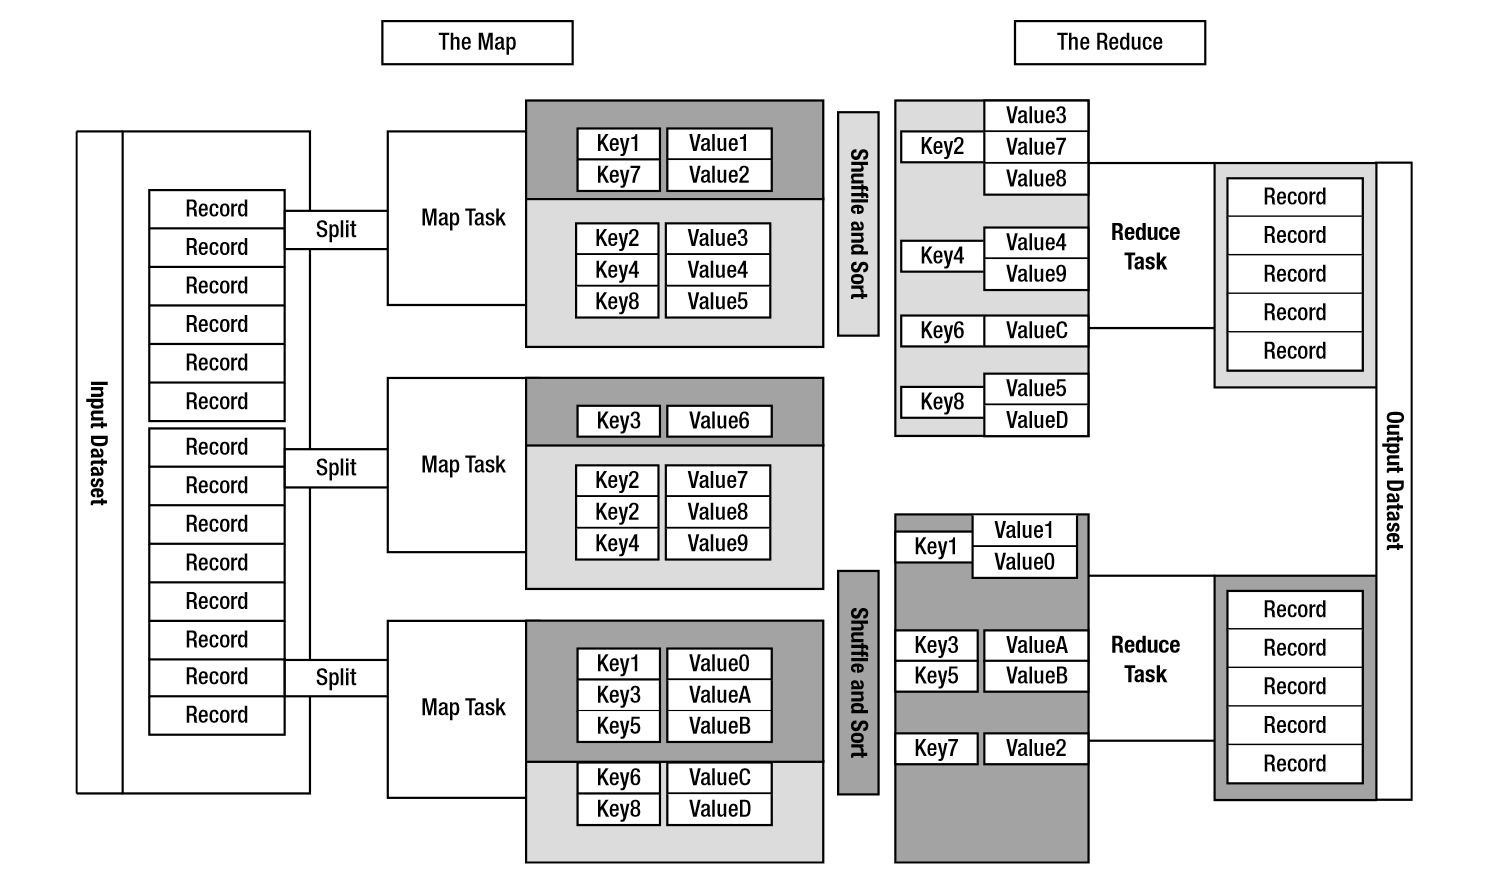 The Map
The Reduce
Input Dataset
Record
Record
Record
Record
Record
Record
Record
Record
Record
Record
Record
Record
Record
Record
Split
Split
Split
Map Task
Key1 Value1
Key7 Value2
Key2 Value3
Key4 Value4
Key8 Value5
Map Task
Key3 Value6
Key2 Value7
Key2 Value8
Key4 Value9
Map Task
Key1 Value0
Key3 ValueA
Key5 ValueB
Key6 ValueC
Key8 ValueD
Shuffle and Sort
Shuffle and Sort
Value3
Key2 Value7
Value8
Key4 Value4
Value9
Key6 ValueC
Key8 Value5
ValueD
Reduce
Task
Record
Record
Record
Record
Record
Key1 Value1
Value0
Key3 ValueA
Key5 ValueB
Key7 Value2
Reduce
Task
Record
Record
Record
Record
Record
Output Dataset